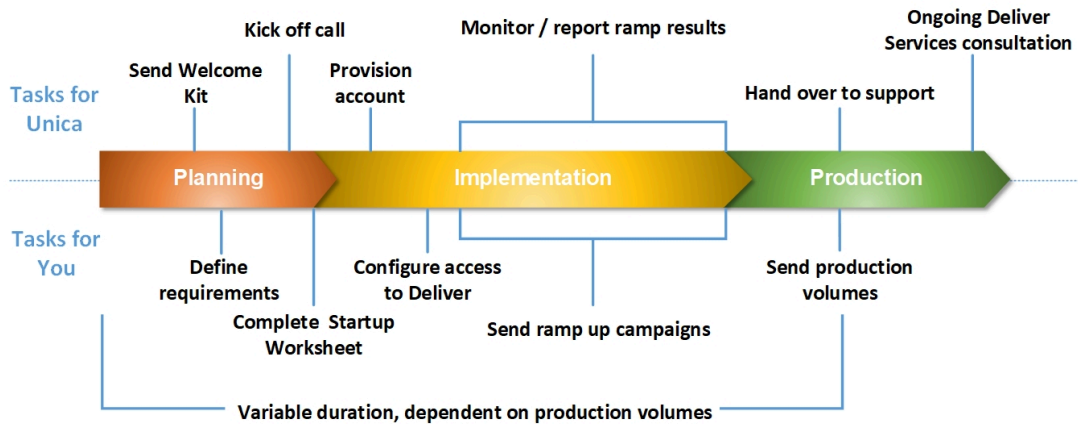 Ongoing Deliver
Services consultation
Kick off call
Monitor / report ramp results
Send Welcome
Kit
Provision
account
Tasks for
Unica
Hand over to support
Planning
Implementation
Production
Tasks for
You
Define
requirements
Configure access
to Deliver
Send production
volumes
Complete Startup
Worksheet
Send ramp up campaigns
Variable duration, dependent on production volumes